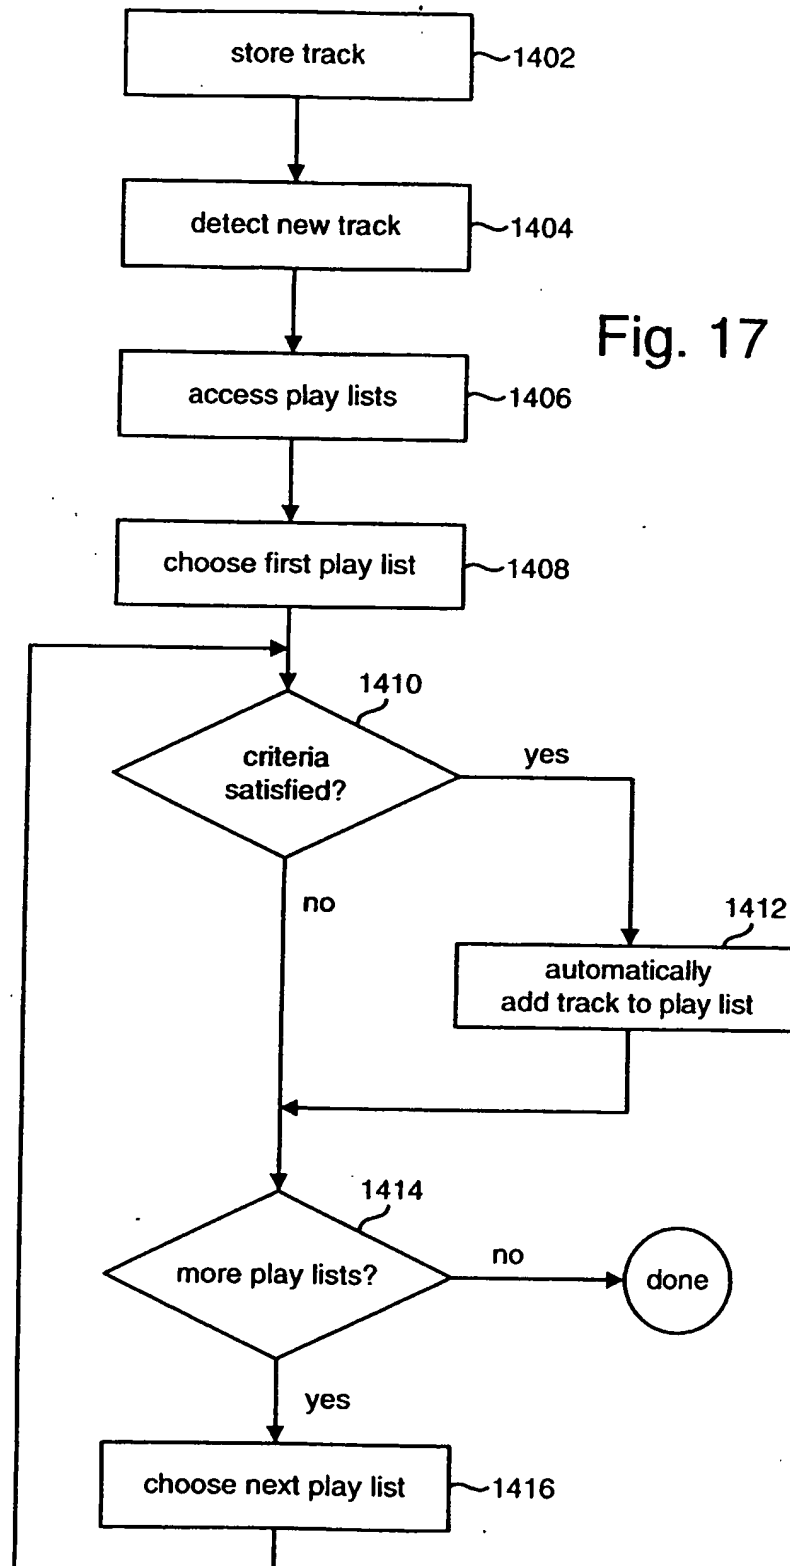 store track
1402
detect new track
1404
Fig. 17
access play lists
1406
choose first play list
1408
1410
criteria
satisfied?
yes
no
1412
automatically
add track to play list
1414
more play lists?
no
done
yes
choose next play list
1416